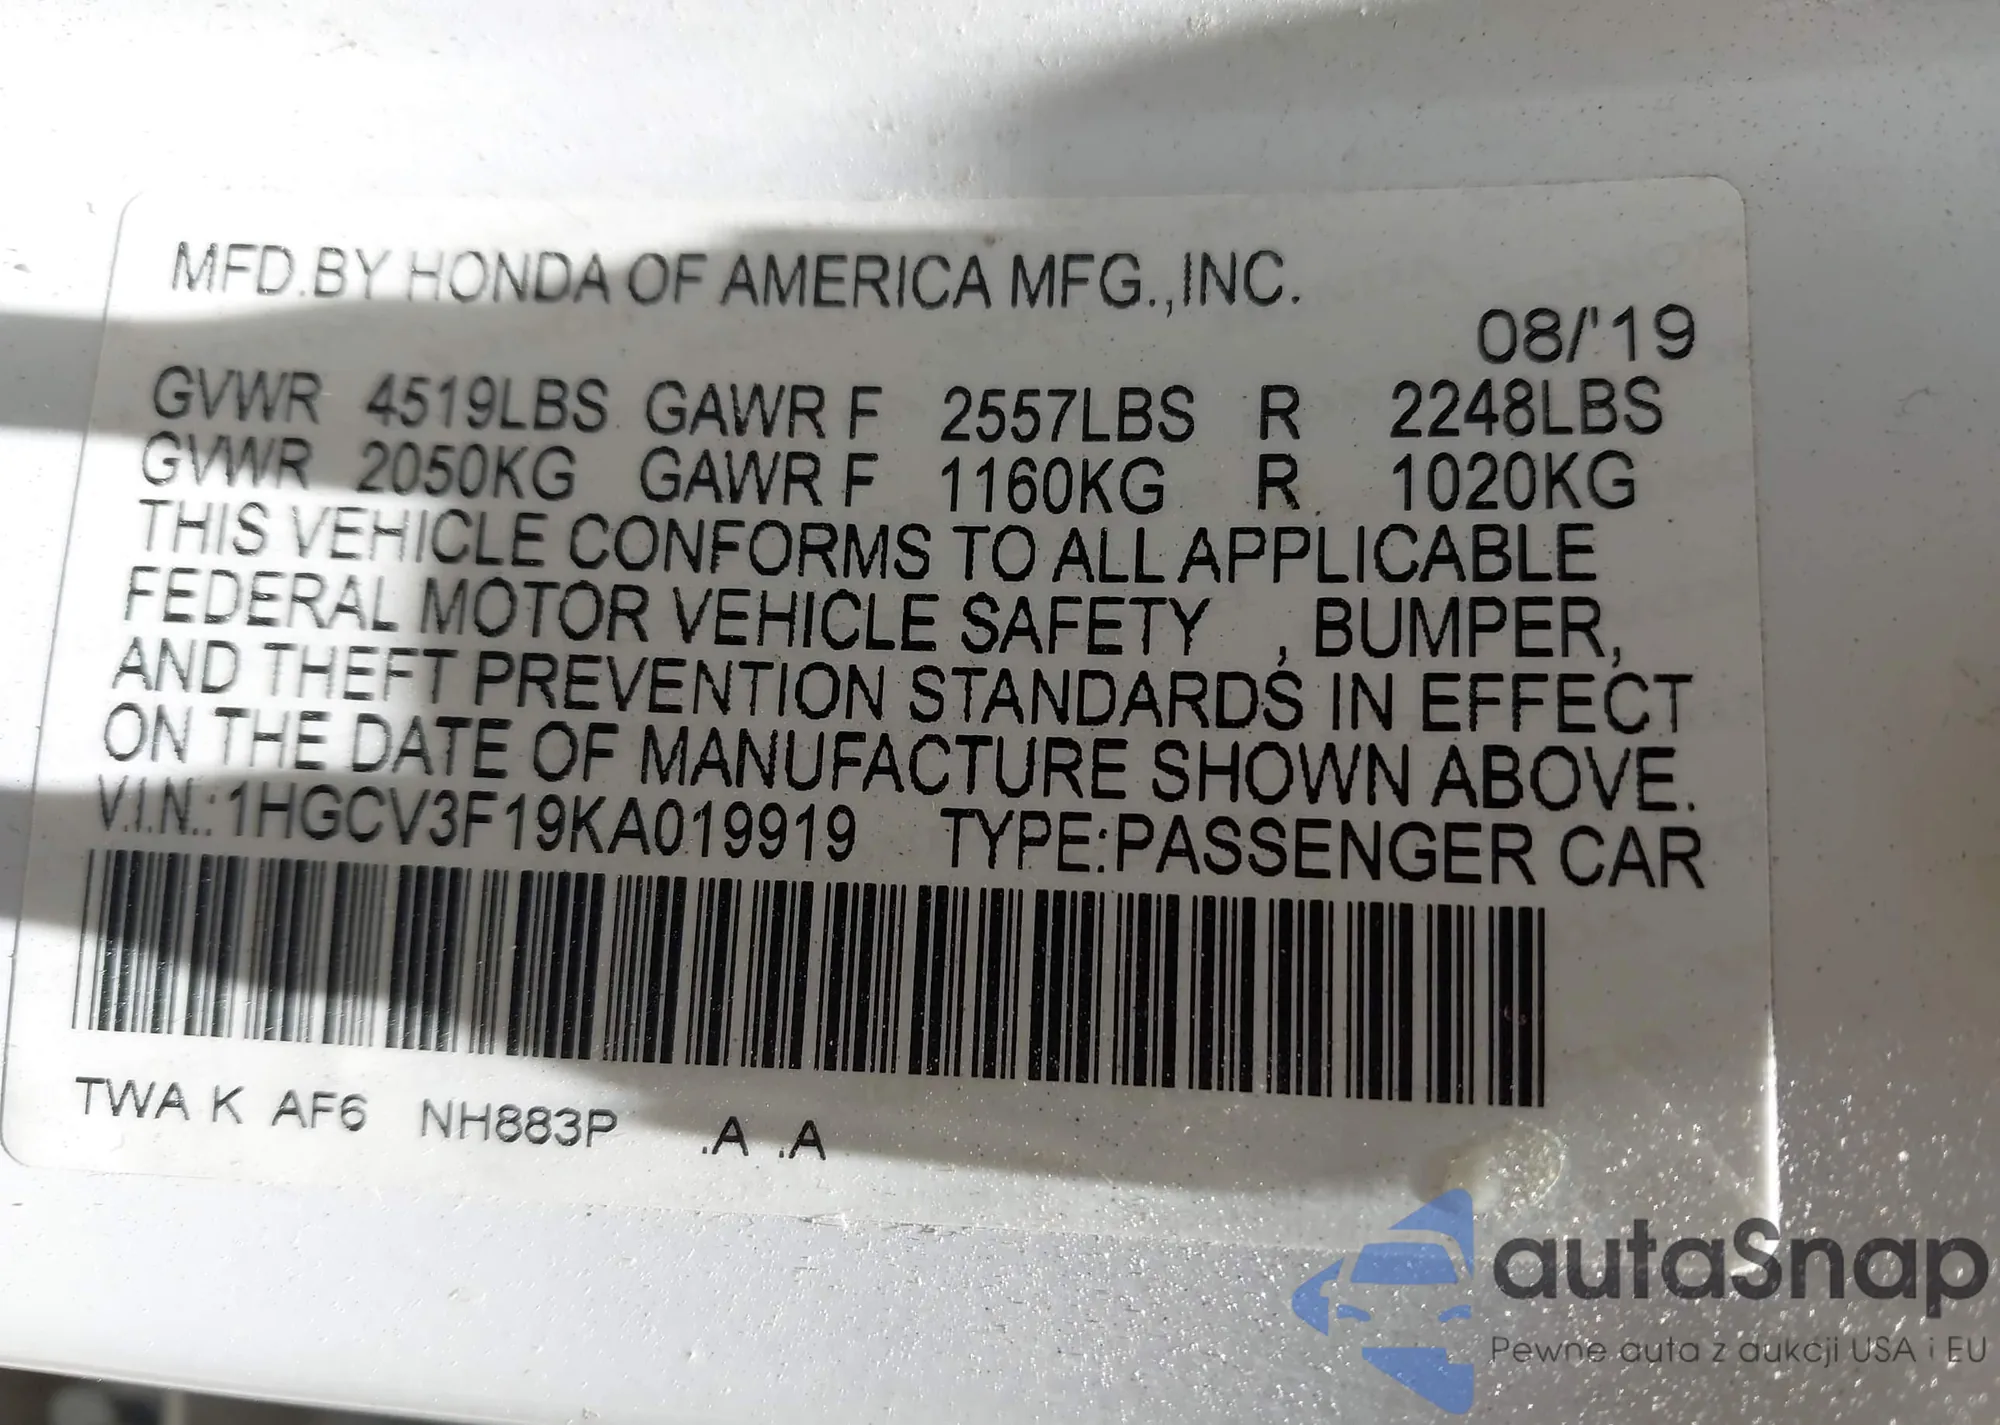 MFD.BY HONDA OF AMERICA MFG.,INC.
08/'19
GVWR 4519LBS GAWR F 2557LBS R 2248LBS
GVWR 2050KG GAWR F 1160KG R 1020KG
THIS VEHICLE CONFORMS TO ALL APPLICABLE
FEDERAL MOTOR VEHICLE SAFETY , BUMPER,
AND THEFT PREVENTION STANDARDS IN EFFECT
ON THE DATE OF MANUFACTURE SHOWN ABOVE.
V.I.N.:1HGCV3F19KA019919 TYPE:PASSENGER CAR
TWA K AF6 NH883P .A .A
autaSnap
Pewne auta z aukcji USA i EU